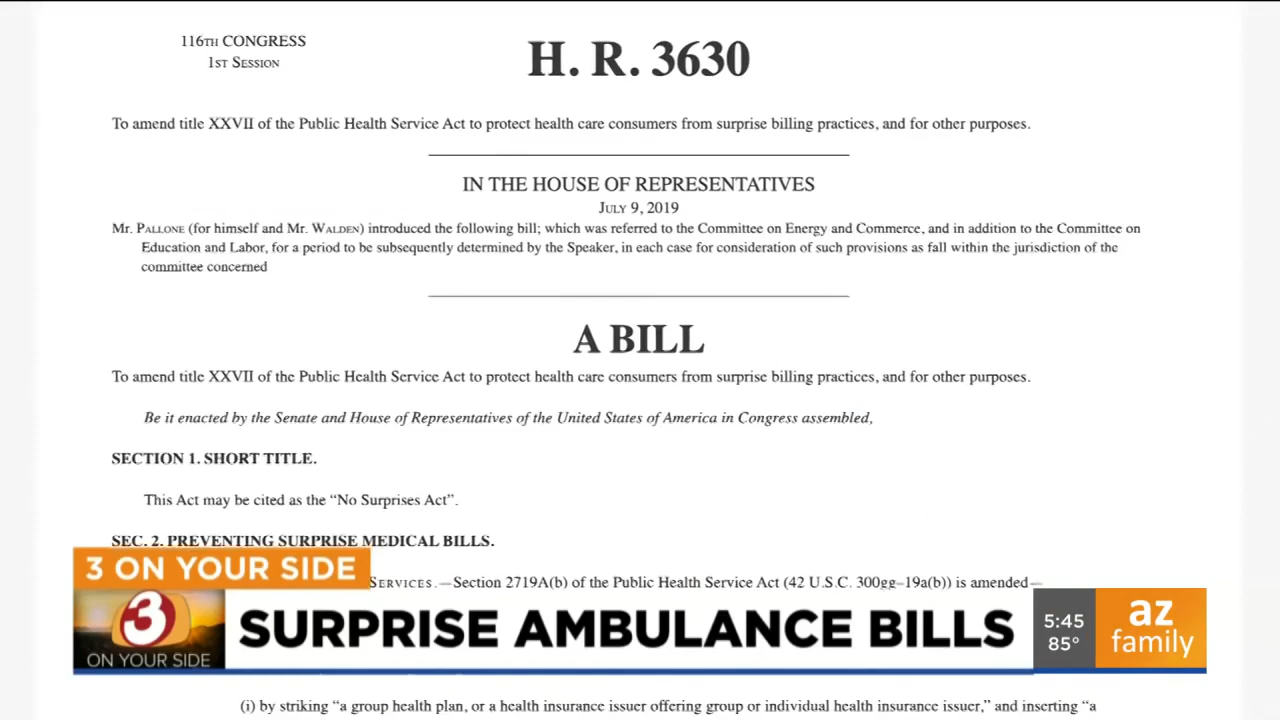 116TH CONGRESS
1ST SESSION
H. R. 3630
To amend title XXVII of the Public Health Service Act to protect health care consumers from surprise billing practices, and for other purposes.
IN THE HOUSE OF REPRESENTATIVES
JULY 9, 2019
Mr. PALLONE (for himself and Mr. WALDEN) introduced the following bill; which was referred to the Committee on Energy and Commerce, and in addition to the Committee on
Education and Labor, for a period to be subsequently determined by the Speaker, in each case for consideration of such provisions as fall within the jurisdiction of the
committee concerned
A BILL
To amend title XXVII of the Public Health Service Act to protect health care consumers from surprise billing practices, and for other purposes.
Be it enacted by the Senate and House of Representatives of the United States of America in Congress assembled,
SECTION 1. SHORT TITLE.
This Act may be cited as the “No Surprises Act”.
SEC. 2. PREVENTING SURPRISE MEDICAL BILLS.
3 ON YOUR SIDE
SERVICES.—Section 2719A(b) of the Public Health Service Act (42 U.S.C. 300gg–19a(b)) is amended—
3
ON YOUR SIDE
SURPRISE AMBULANCE BILLS
5:45
85°
az
family
(i) by striking “a group health plan, or a health insurance issuer offering group or individual health insurance issuer,” and inserting “a